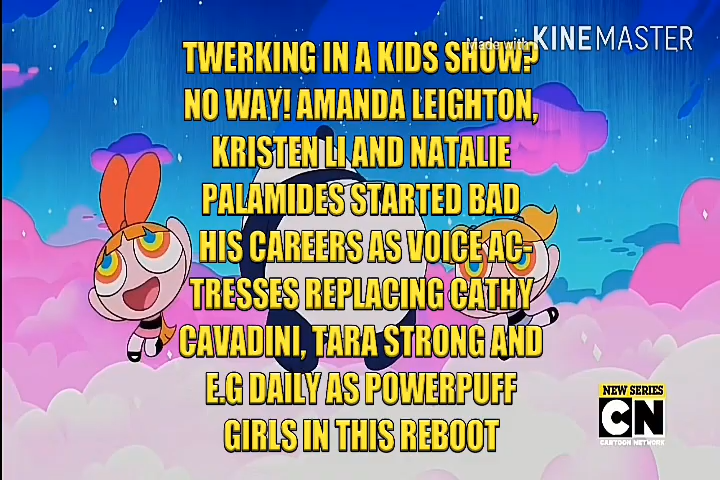 Made with KINEMASTER
TWERKING IN A KIDS SHOW?
NO WAY! AMANDA LEIGHTON,
KRISTEN LI AND NATALIE
PALAMIDES STARTED BAD
HIS CAREERS AS VOICE AC-
TRESSES REPLACING CATHY
CAVADINI, TARA STRONG AND
E.G DAILY AS POWERPUFF
GIRLS IN THIS REBOOT
NEW SERIES
CN
CARTOON NETWORK